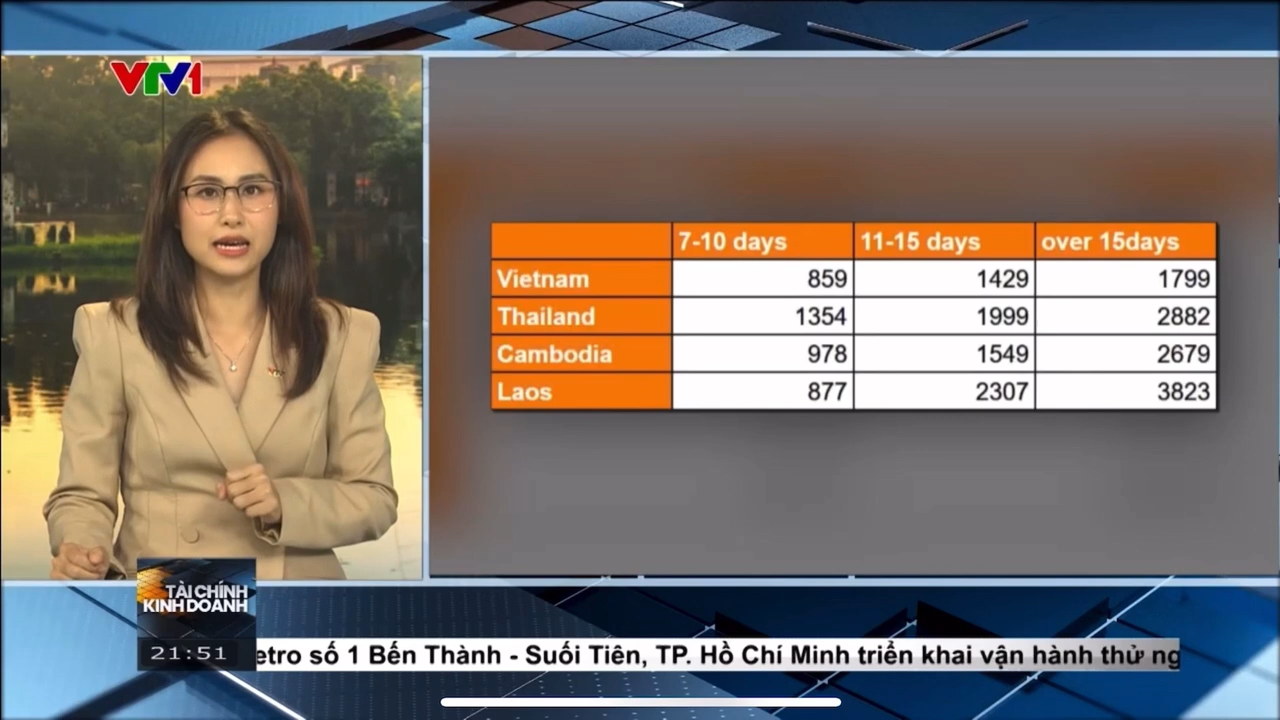 VTV1
7-10 days 11-15 days over 15days
Vietnam 859 1429 1799
Thailand 1354 1999 2882
Cambodia 978 1549 2679
Laos 877 2307 3823
TÀI CHÍNH
KINH DOANH
21:51
etro số 1 Bến Thành - Suối Tiên, TP. Hồ Chí Minh triển khai vận hành thử ng